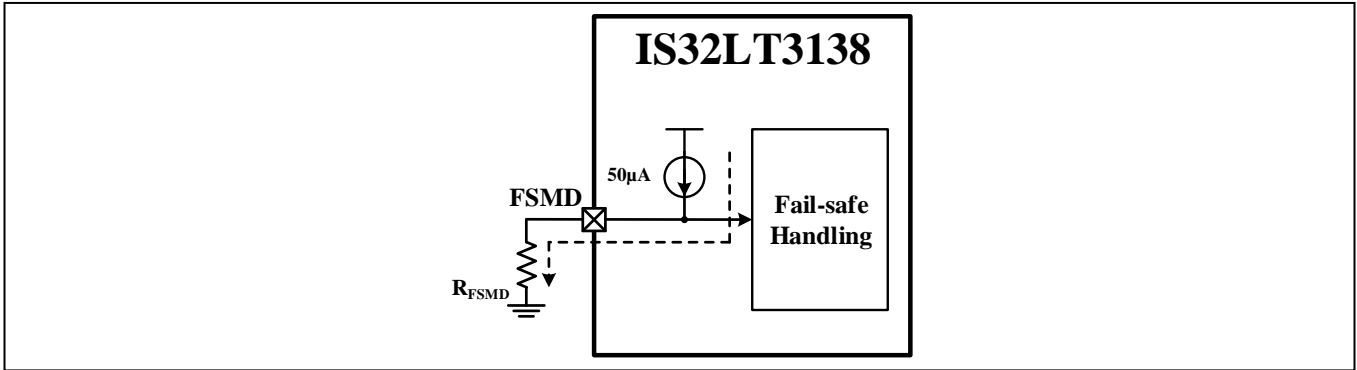 IS32LT3138
50µA
FSMD
Fail-safe
Handling
RFSMD